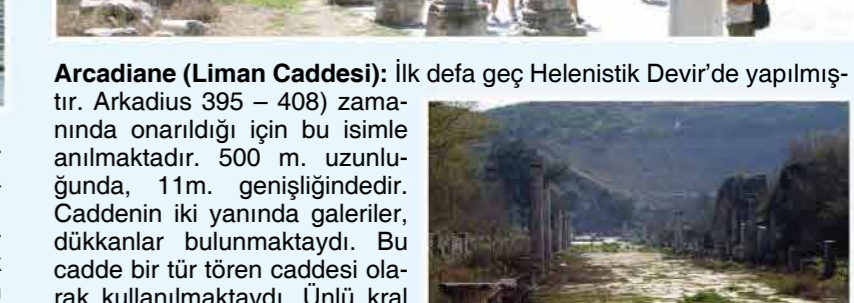 Arcadiane (Liman Caddesi): İlk defa geç Helenistik Devir’de yapılmış-
tır. Arkadius 395 – 408) zama-
nında onarıldığı için bu isimle
anılmaktadır. 500 m. uzunlu-
ğunda, 11m. genişliğindedir.
Caddenin iki yanında galeriler,
dükkanlar bulunmaktaydı. Bu
cadde bir tür tören caddesi ola-
rak kullanılmaktaydı. Ünlü kral